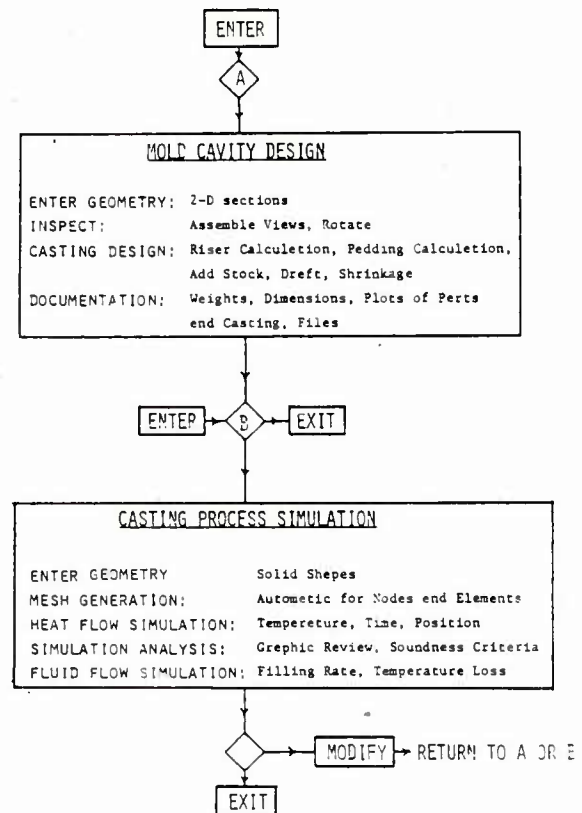 ENTER
A
MOLD CAVITY DESIGN
ENTER GEOMETRY: 2-D sections
INSPECT: Assemble Views, Rotate
CASTING DESIGN: Riser Calculetion, Pedding Calculetion,
Add Stock, Dreft, Shrinkage
DOCUMENTATION: Weights, Dimensions, Plots of Perts
end Casting, Files
ENTER B EXIT
CASTING PROCESS SIMULATION
ENTER GEOMETRY Solid Shepes
MESH GENERATION: Autometic for Nodes end Elements
HEAT FLOW SIMULATION: Tempereture, Time, Position
SIMULATION ANALYSIS: Grephic Review, Soundness Criteria
FLUID FLOW SIMULATION: Filling Rate, Temperature Loss
MODIFY RETURN TO A OR B
EXIT